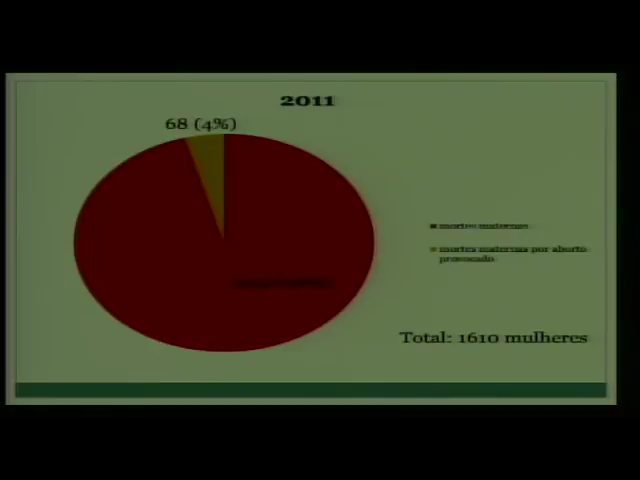 2011
68 (4%)
mortes maternas
mortes maternas por aborto
provocado
Total: 1610 mulheres